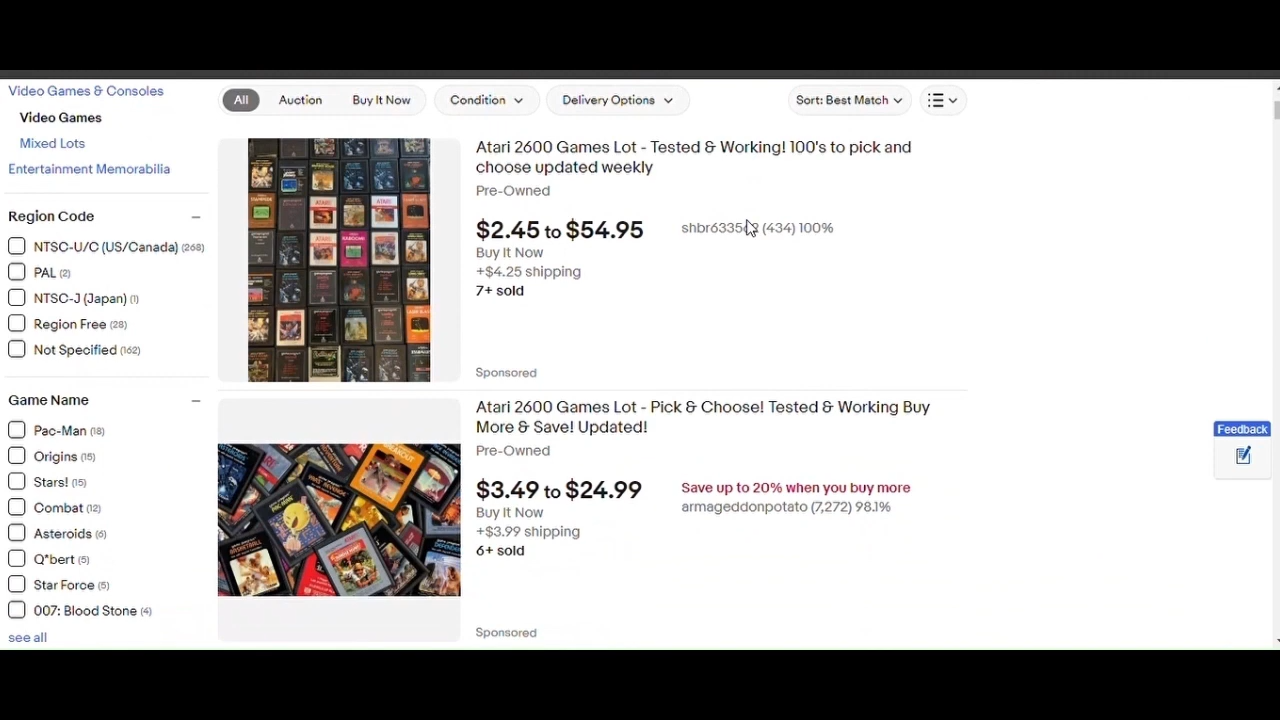 Video Games & Consoles
Video Games
Mixed Lots
Entertainment Memorabilia
Region Code
NTSC-U/C (US/Canada) (268)
PAL (2)
NTSC-J (Japan) (1)
Region Free (28)
Not Specified (162)
Game Name
Pac-Man (18)
Origins (15)
Stars! (15)
Combat (12)
Asteroids (6)
Q*bert (5)
Star Force (5)
007: Blood Stone (4)
see all
All
Auction
Buy It Now
Condition
Delivery Options
Sort: Best Match
Atari 2600 Games Lot - Tested & Working! 100's to pick and
choose updated weekly
Pre-Owned
$2.45 to $54.95
(434) 100%
Buy It Now
+$4.25 shipping
7+ sold
Sponsored
Atari 2600 Games Lot - Pick & Choose! Tested & Working Buy
More & Save! Updated!
Pre-Owned
$3.49 to $24.99
Save up to 20% when you buy more
armageddonpotato (7,272) 98.1%
Buy It Now
+$3.99 shipping
6+ sold
Sponsored
BREAKOUT
PAC-MAN
BASKETBALL
Feedback